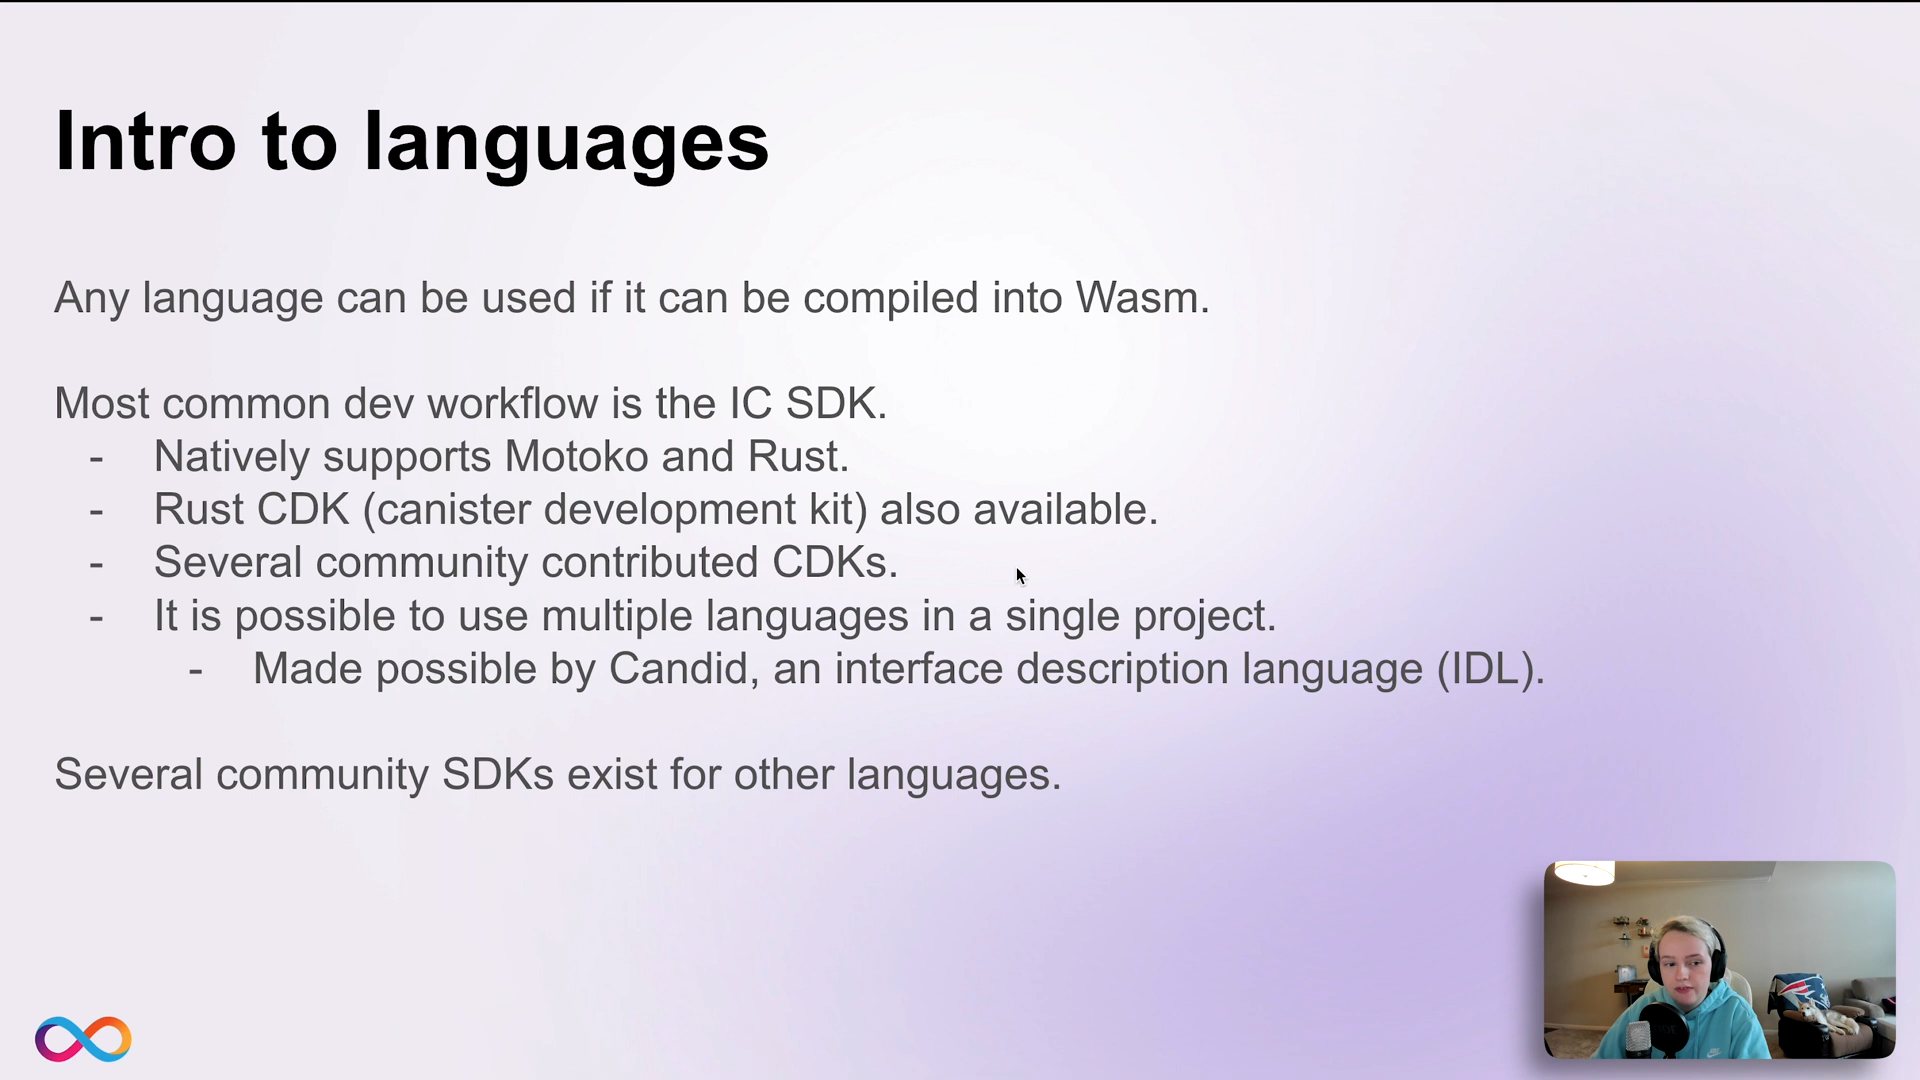 Intro to languages
Any language can be used if it can be compiled into Wasm.
Most common dev workflow is the IC SDK.
- Natively supports Motoko and Rust.
- Rust CDK (canister development kit) also available.
- Several community contributed CDKs.
- It is possible to use multiple languages in a single project.
- Made possible by Candid, an interface description language (IDL).
Several community SDKs exist for other languages.